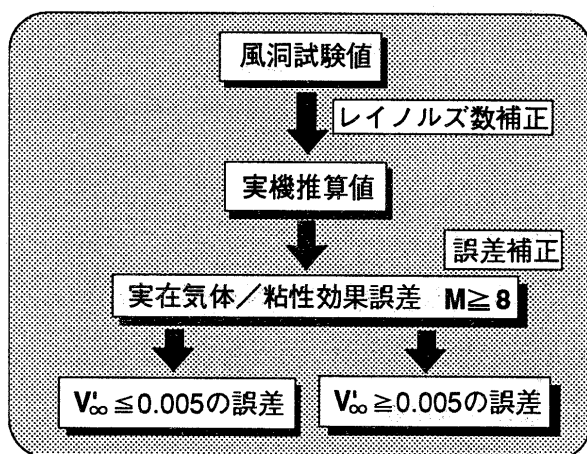 風洞試験値
レイノルズ数補正
実機推算値
誤差補正
実在気体／粘性効果誤差 M≧8
V'∞≦0.005の誤差
V'∞≧0.005の誤差